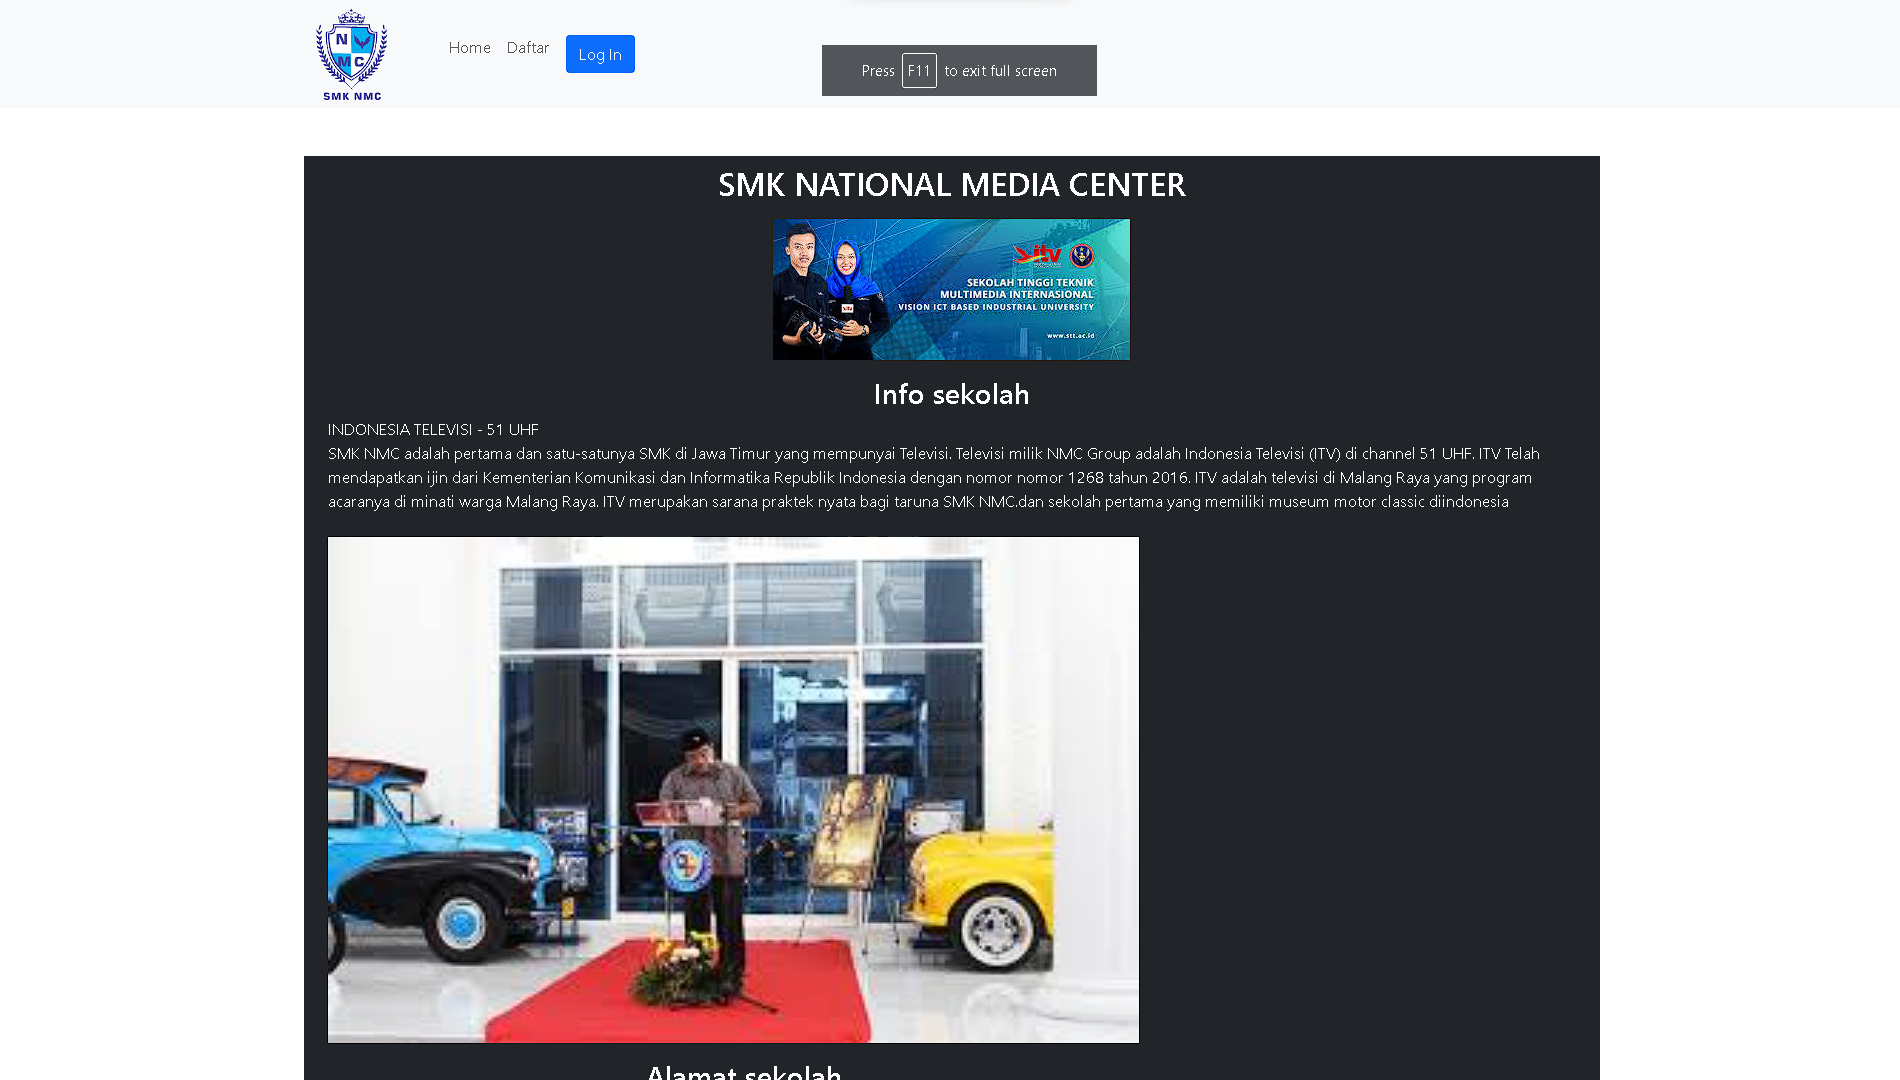 N
M C
SMK NMC
Home
Daftar
Log In
Press F11 to exit full screen
SMK NATIONAL MEDIA CENTER
itv
SEKOLAH TINGGI TEKNIK
MULTIMEDIA INTERNASIONAL
VISION ICT BASED INDUSTRIAL UNIVERSITY
www.stt.ac.id
Info sekolah
INDONESIA TELEVISI - 51 UHF
SMK NMC adalah pertama dan satu-satunya SMK di Jawa Timur yang mempunyai Televisi. Televisi milik NMC Group adalah Indonesia Televisi (ITV) di channel 51 UHF. ITV Telah
mendapatkan ijin dari Kementerian Komunikasi dan Informatika Republik Indonesia dengan nomor nomor 1268 tahun 2016. ITV adalah televisi di Malang Raya yang program
acaranya di minati warga Malang Raya. ITV merupakan sarana praktek nyata bagi taruna SMK NMC.dan sekolah pertama yang memiliki museum motor classic diindonesia
Alamat sekolah